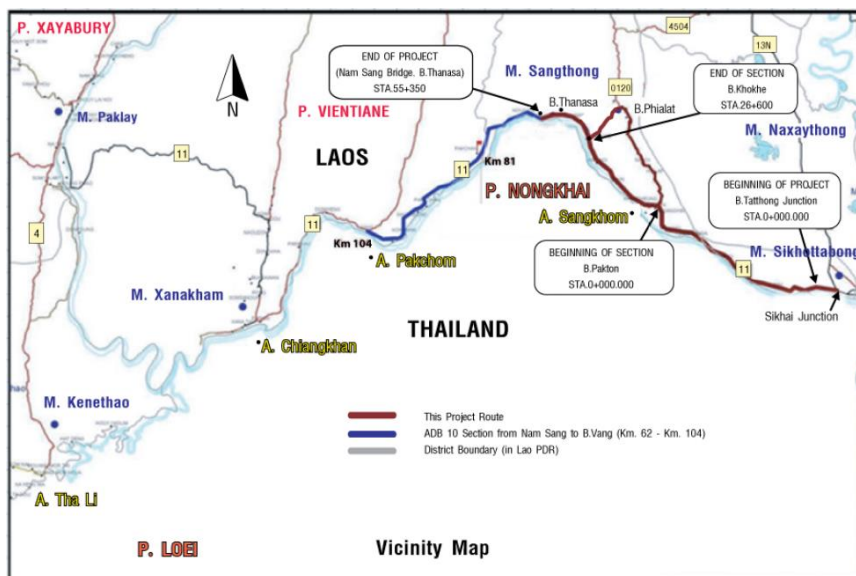 P. XAYABURY
4504
13N
END OF PROJECT
(Nam Sang Bridge. B.Thanasa)
STA.55+350
M. Sangthong
END OF SECTION
B.Khokhe
STA.26+600
0120
B.Thanasa
B.Phialat
N
M. Paklay
P. VIENTIANE
M. Naxaythong
11
LAOS
11
Km 81
P. NONGKHAI
BEGINNING OF PROJECT
B.Tatthong Junction
STA.0+000.000
A. Sangkhom
11
4
Km 104
BEGINNING OF SECTION
B.Pakton
STA.0+000.000
M. Sikhottabong
A. Pakchom
11
M. Xanakham
Sikhai Junction
THAILAND
A. Chiangkhan
M. Kenethao
This Project Route
ADB 10 Section from Nam Sang to B.Vang (Km. 62 - Km. 104)
District Boundary (in Lao PDR)
A. Tha Li
P. LOEI
Vicinity Map